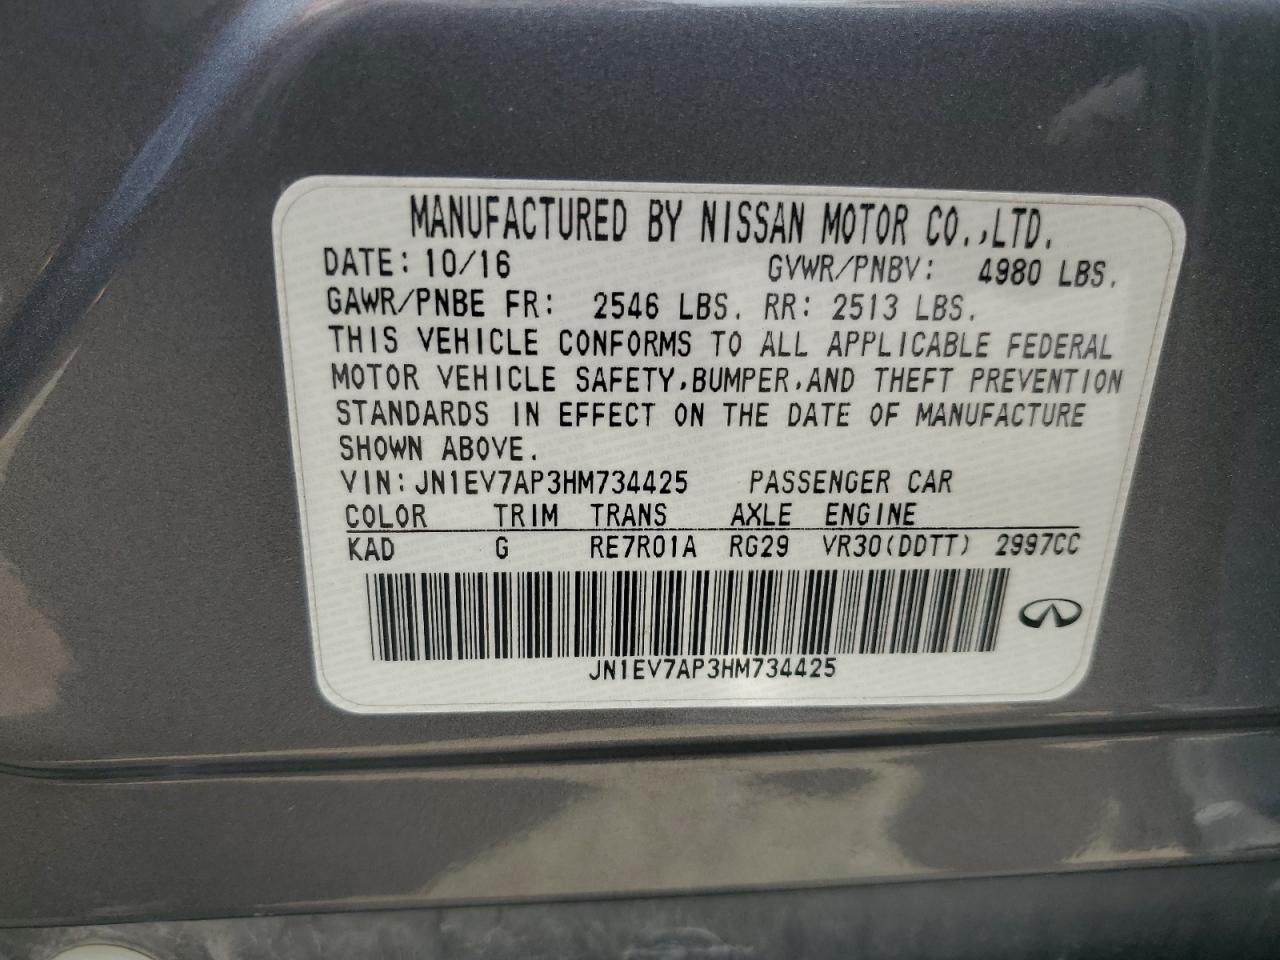 MANUFACTURED BY NISSAN MOTOR CO.,LTD.
DATE: 10/16 GVWR/PNBV: 4980 LBS.
GAWR/PNBE FR: 2546 LBS. RR: 2513 LBS.
THIS VEHICLE CONFORMS TO ALL APPLICABLE FEDERAL
MOTOR VEHICLE SAFETY,BUMPER,AND THEFT PREVENTION
STANDARDS IN EFFECT ON THE DATE OF MANUFACTURE
SHOWN ABOVE.
VIN:JN1EV7AP3HM734425 PASSENGER CAR
COLOR TRIM TRANS AXLE ENGINE
KAD G RE7R01A RG29 VR30(DDTT) 2997CC
JN1EV7AP3HM734425